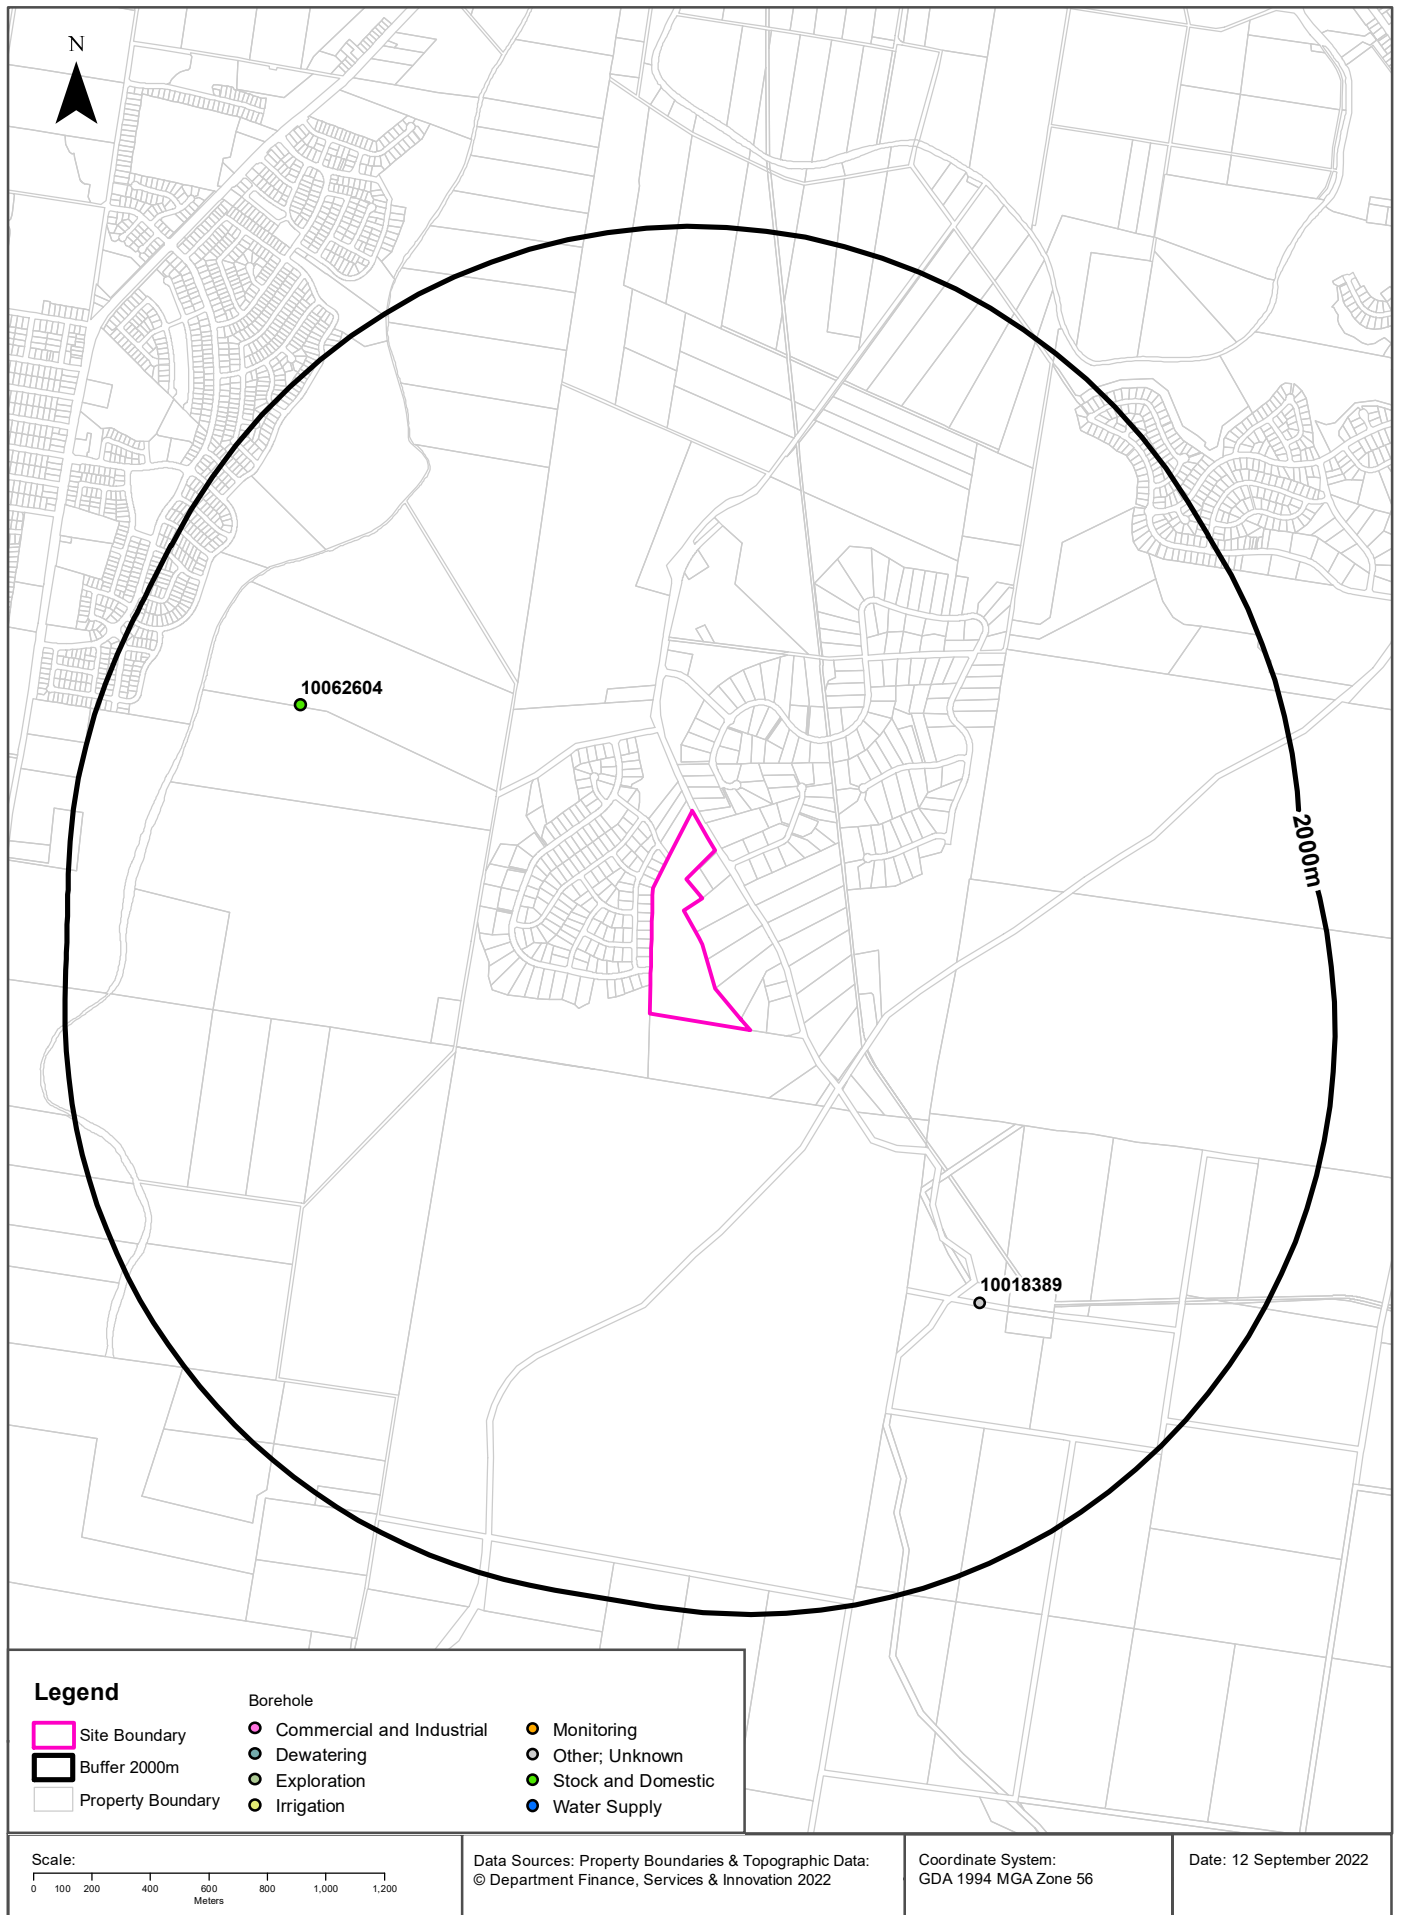 N
10062604
2000m
10018389
Legend
Site Boundary
Buffer 2000m
Property Boundary
Borehole
Commercial and Industrial
Dewatering
Exploration
Irrigation
Monitoring
Other; Unknown
Stock and Domestic
Water Supply
Scale:
0 100 200 400 600 800 1,000 1,200
Meters
Data Sources: Property Boundaries & Topographic Data:
© Department Finance, Services & Innovation 2022
Coordinate System:
GDA 1994 MGA Zone 56
Date: 12 September 2022